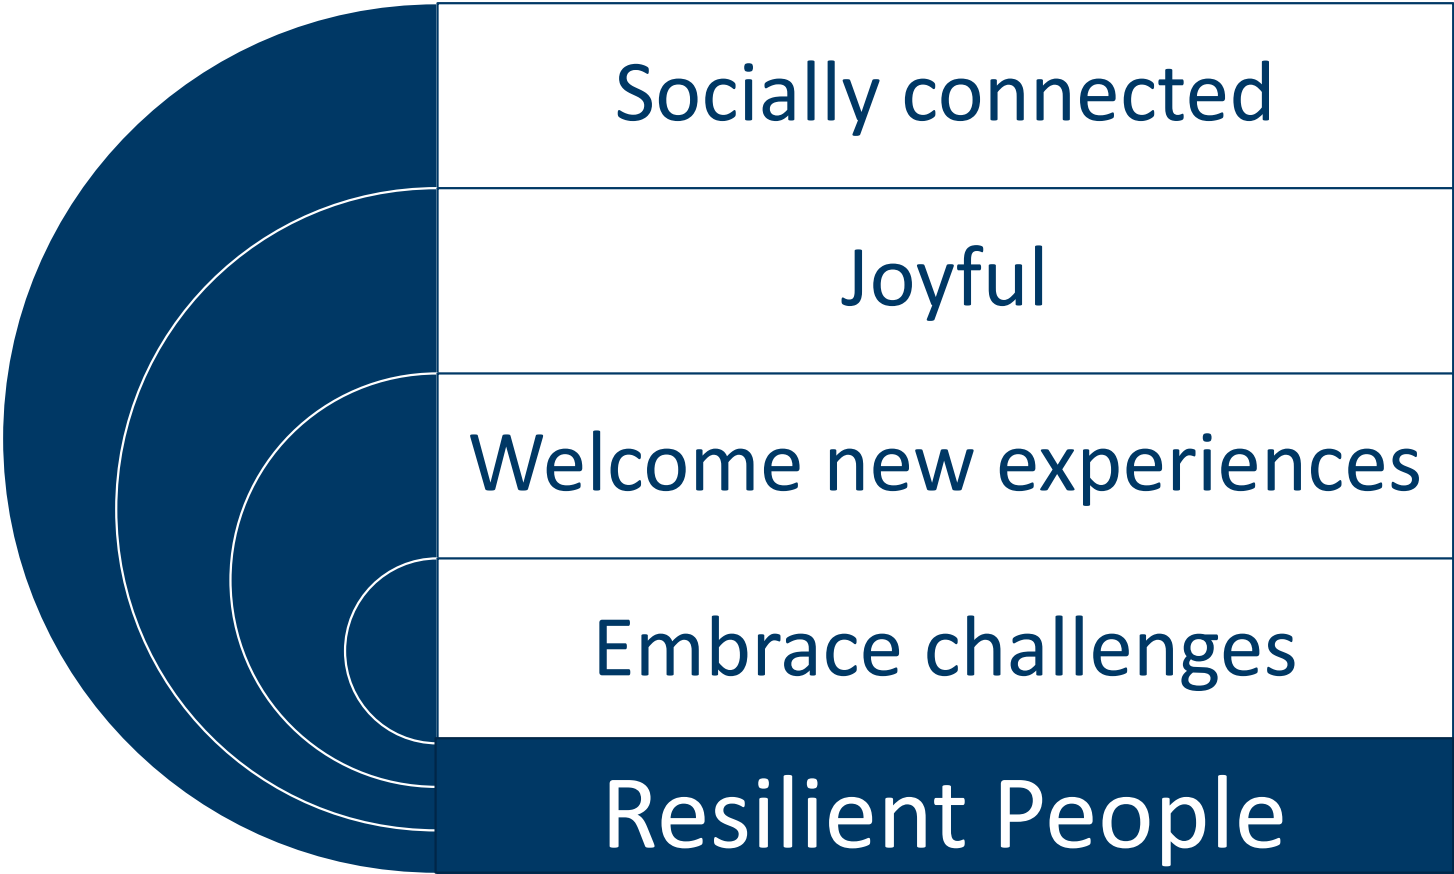 Socially connected
Joyful
Welcome new experiences
Embrace challenges
Resilient People